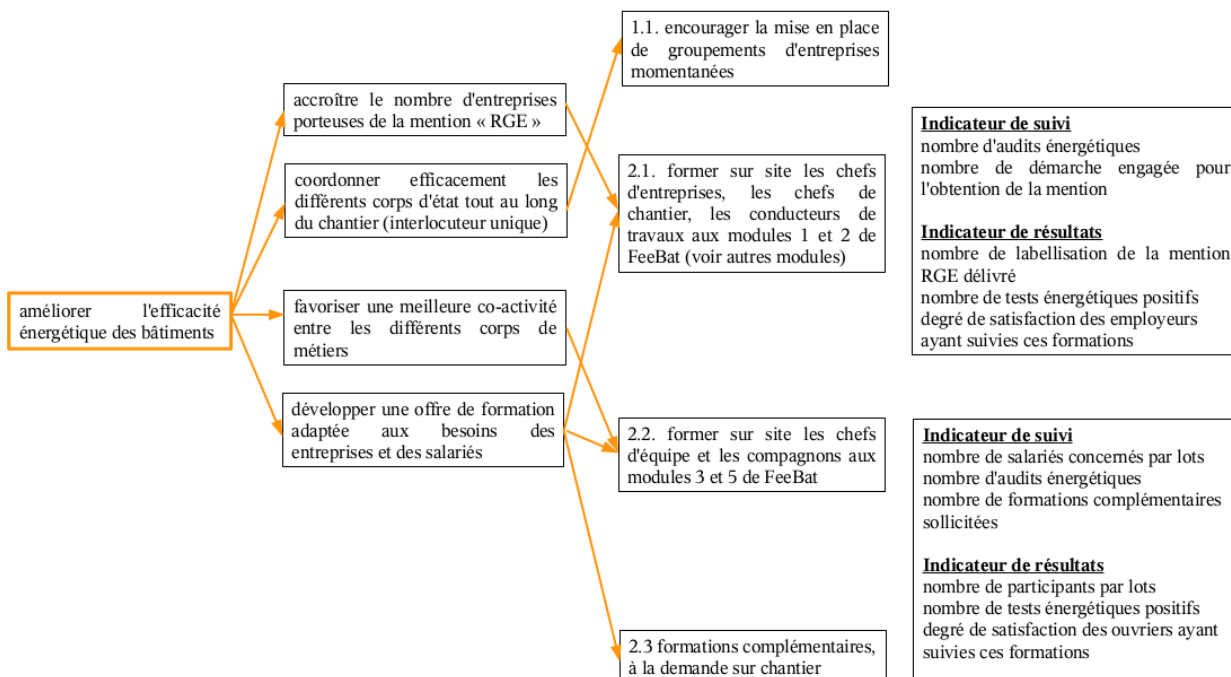 améliorer l'efficacité
énergétique des bâtiments
accroître le nombre d'entreprises
porteuses de la mention « RGE »
coordonner efficacement les
différents corps d'état tout au long
du chantier (interlocuteur unique)
favoriser une meilleure co-activité
entre les différents corps de
métiers
développer une offre de formation
adaptée aux besoins des
entreprises et des salariés
1.1. encourager la mise en place
de groupements d'entreprises
momentanées
2.1. former sur site les chefs
d'entreprises, les chefs de
chantier, les conducteurs de
travaux aux modules 1 et 2 de
FeeBat (voir autres modules)
2.2. former sur site les chefs
d'équipe et les compagnons aux
modules 3 et 5 de FeeBat
2.3 formations complémentaires,
à la demande sur chantier
Indicateur de suivi
nombre d'audits énergétiques
nombre de démarche engagée pour
l'obtention de la mention
Indicateur de résultats
nombre de labellisation de la mention
RGE délivré
nombre de tests énergétiques positifs
degré de satisfaction des employeurs
ayant suivies ces formations
Indicateur de suivi
nombre de salariés concernés par lots
nombre d'audits énergétiques
nombre de formations complémentaires
sollicitées
Indicateur de résultats
nombre de participants par lots
nombre de tests énergétiques positifs
degré de satisfaction des ouvriers ayant
suivies ces formations